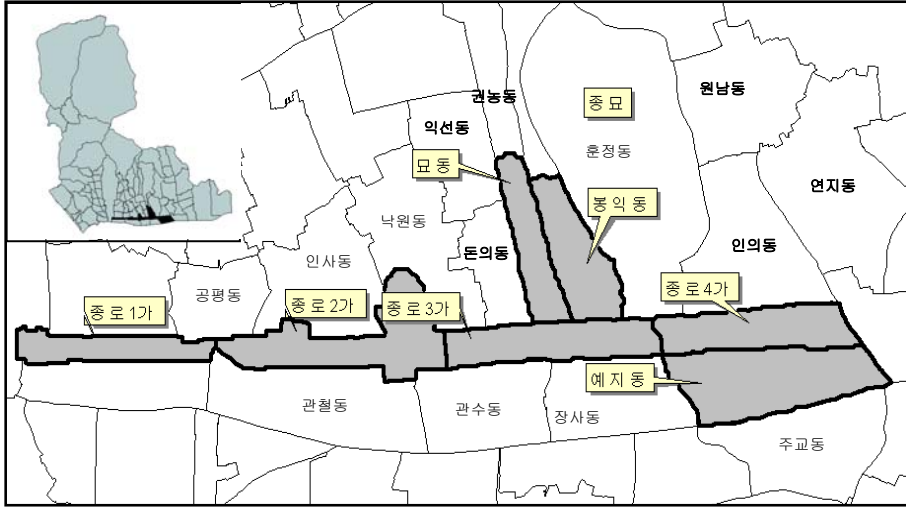 원남동
권농동
종묘
익선동
묘동
훈정동
연지동
봉익동
낙원동
돈의동
인의동
인사동
공평동
종로1가
종로2가
종로3가
종로4가
예지동
관철동
관수동
장사동
주교동